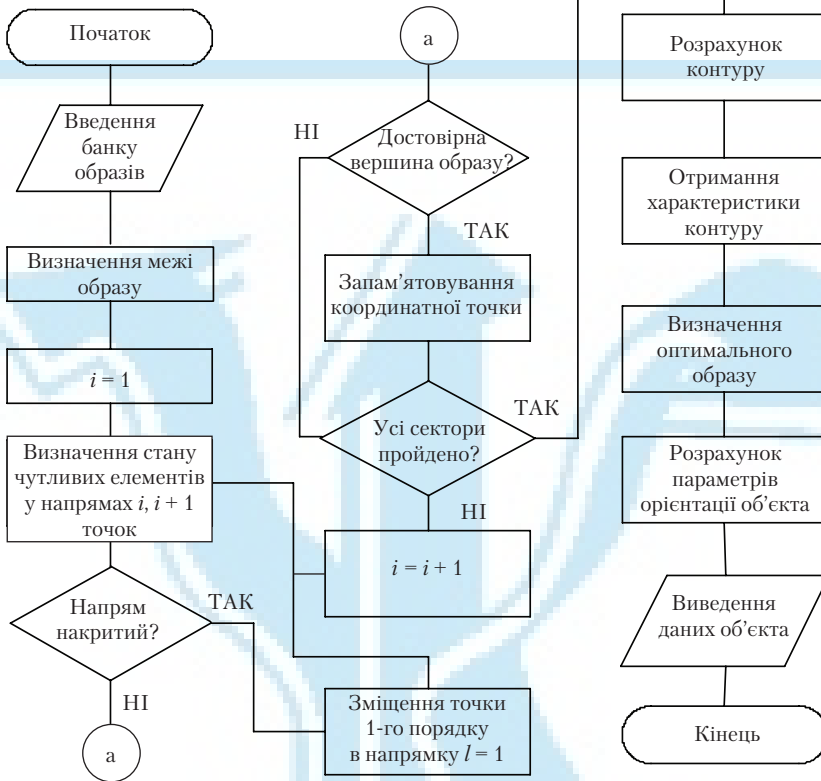 Початок
Введення
банку
образів
Визначення межі
образу
i = 1
Визначення стану
чутливих елементів
у напрямах i, i + 1
точок
Напрям
накритий?
ТАК
НІ
а
а
НІ
Достовірна
вершина образу?
ТАК
Запам’ятовування
координатної точки
Усі сектори
пройдено?
ТАК
НІ
i = i + 1
Зміщення точки
1-го порядку
в напрямку l = 1
Розрахунок
контуру
Отримання
характеристики
контуру
Визначення
оптимального
образу
Розрахунок
параметрів
орієнтації об’єкта
Виведення
даних об’єкта
Кінець